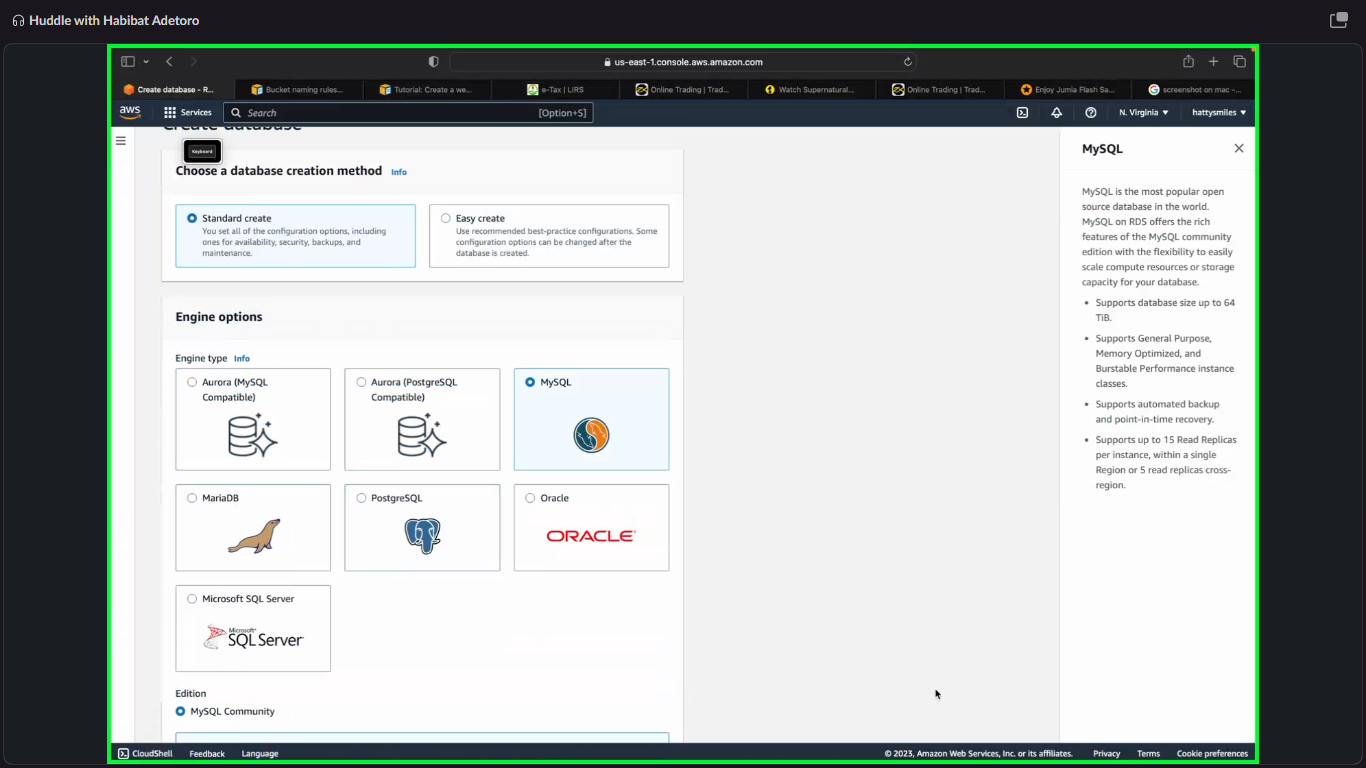 Huddle with Habibat Adetoro
us-east-1.console.aws.amazon.com
Create database - R...
Bucket naming rules...
Tutorial: Create a we...
e-Tax | LIRS
Online Trading | Trad...
Watch Supernatural...
Online Trading | Trad...
Enjoy Jumia Flash Sa...
screenshot on mac -...
aws
Services
Search
[Option+S]
N. Virginia
hattysmiles
Create database
Keyboard
Choose a database creation method Info
Standard create
You set all of the configuration options, including
ones for availability, security, backups, and
maintenance.
Easy create
Use recommended best-practice configurations. Some
configuration options can be changed after the
database is created.
Engine options
Engine type Info
Aurora (MySQL
Compatible)
Aurora (PostgreSQL
Compatible)
MySQL
MariaDB
PostgreSQL
Oracle
ORACLE
Microsoft SQL Server
Microsoft
SQL Server
Edition
MySQL Community
MySQL
MySQL is the most popular open
source database in the world.
MySQL on RDS offers the rich
features of the MySQL community
edition with the flexibility to easily
scale compute resources or storage
capacity for your database.
• Supports database size up to 64
TiB.
• Supports General Purpose,
Memory Optimized, and
Burstable Performance instance
classes.
• Supports automated backup
and point-in-time recovery.
• Supports up to 15 Read Replicas
per instance, within a single
Region or 5 read replicas cross-
region.
CloudShell
Feedback
Language
© 2023, Amazon Web Services, Inc. or its affiliates.
Privacy
Terms
Cookie preferences